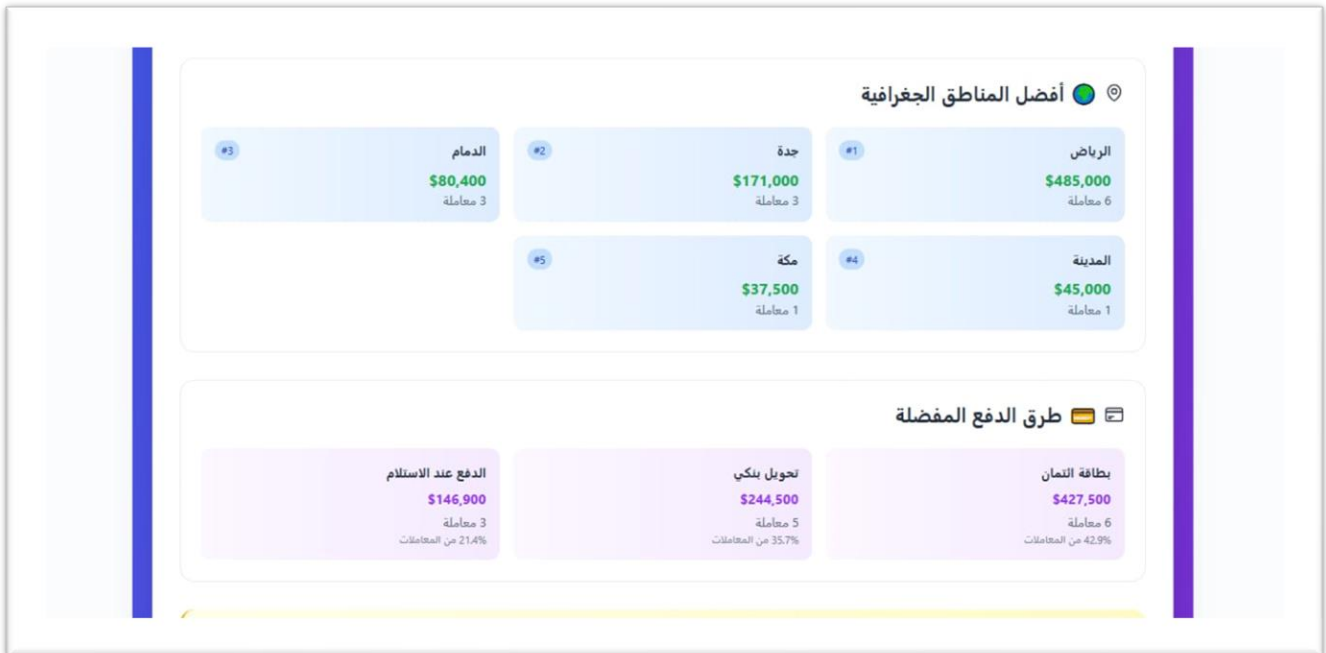 أفضل المناطق الجغرافية
الرياض
#1
$485,000
6 معاملة
جدة
#2
$171,000
3 معاملة
الدمام
#3
$80,400
3 معاملة
المدينة
#4
$45,000
1 معاملة
مكة
#5
$37,500
1 معاملة
طرق الدفع المفضلة
بطاقة ائتمان
$427,500
6 معاملة
42.9% من المعاملات
تحويل بنكي
$244,500
5 معاملة
35.7% من المعاملات
الدفع عند الاستلام
$146,900
3 معاملة
21.4% من المعاملات